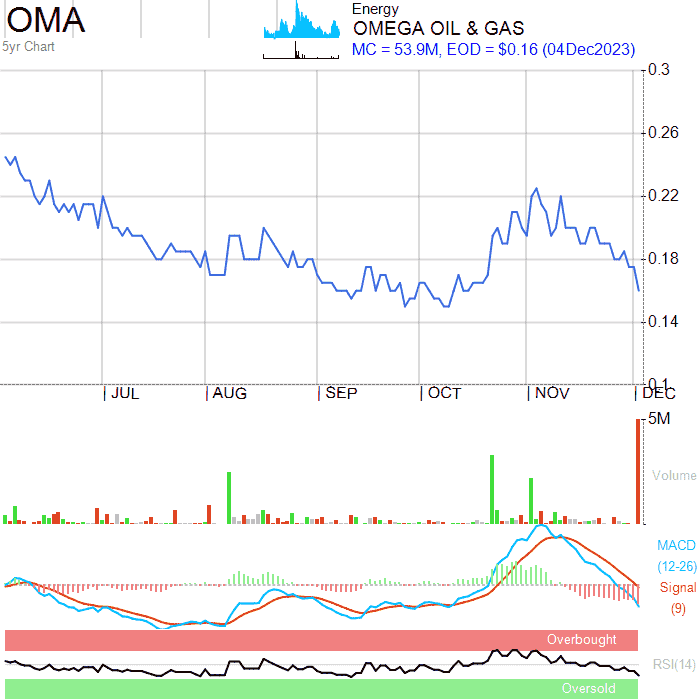 OMA
5yr Chart
Energy
OMEGA OIL & GAS
MC = 53.9M, EOD = $0.16 (04Dec2023)
0.3
0.26
0.22
0.18
0.14
0.1
JUL AUG SEP OCT NOV DEC
5M
Volume
MACD
(12-26)
Signal
(9)
Overbought
RSI(14)
Oversold